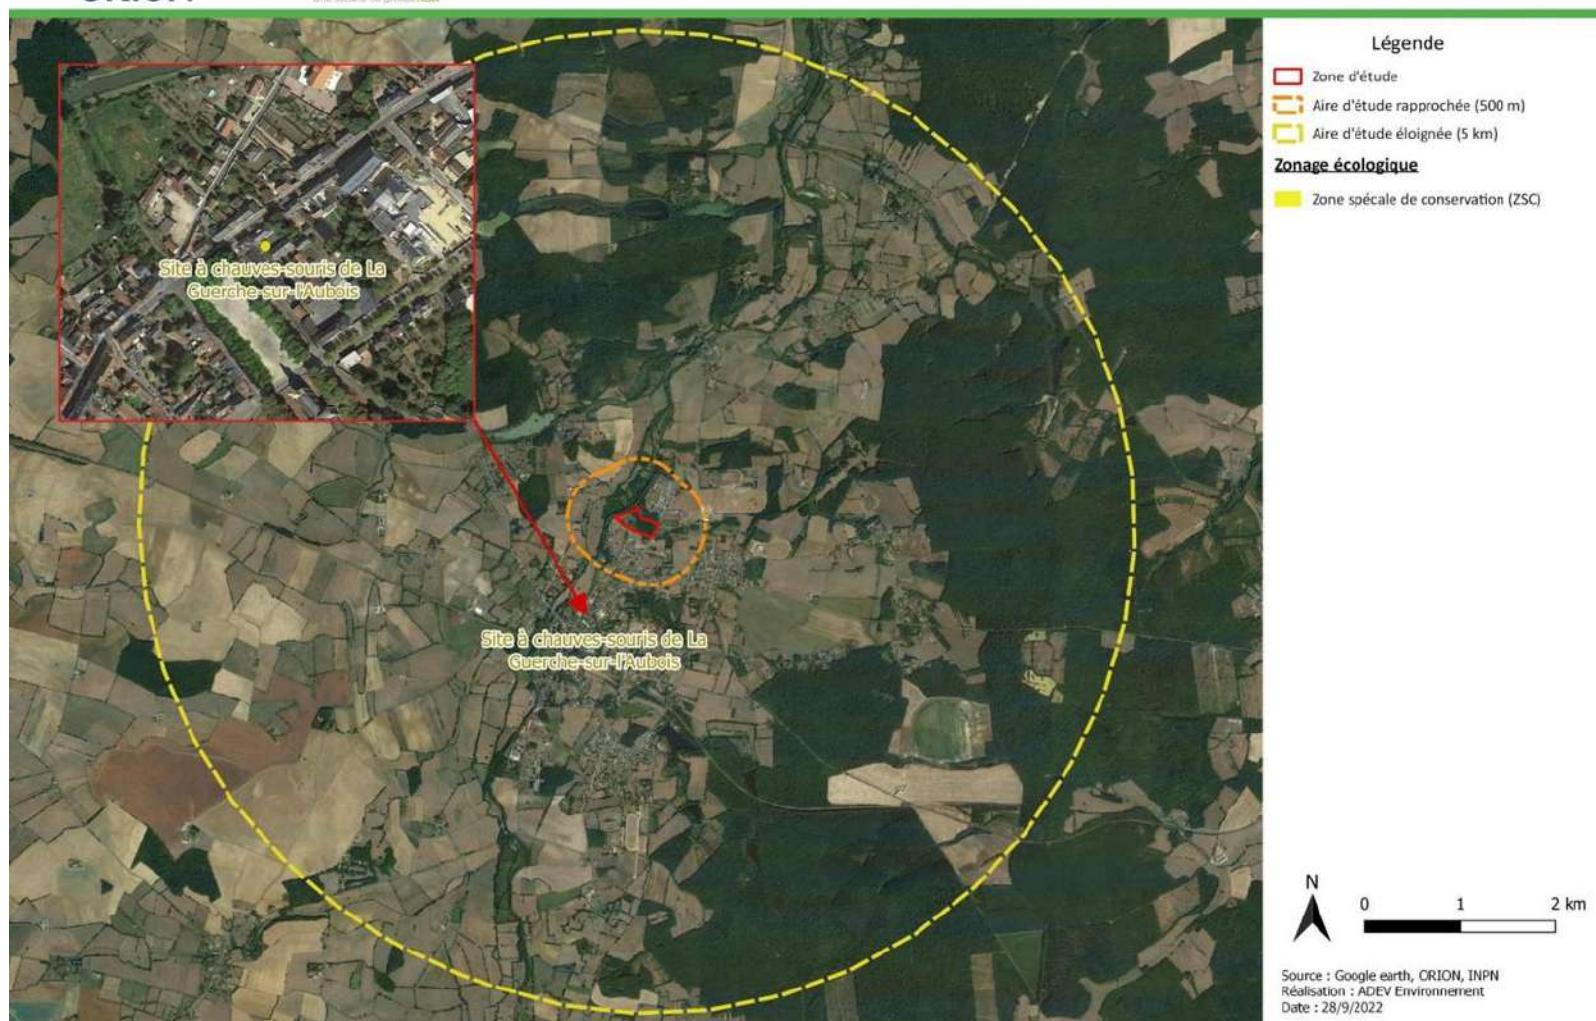 Légende
Zone d'étude
Aire d'étude rapprochée (500 m)
Aire d'étude éloignée (5 km)
Zonage écologique
Zone spécale de conservation (ZSC)
Site à chauves-souris de La
Guerche-sur-l'Aubois
Site à chauves-souris de La
Guerche-sur-l'Aubois
N
0 1 2 km
Source : Google earth, ORION, INPN
Réalisation : ADEV Environnement
Date : 28/9/2022